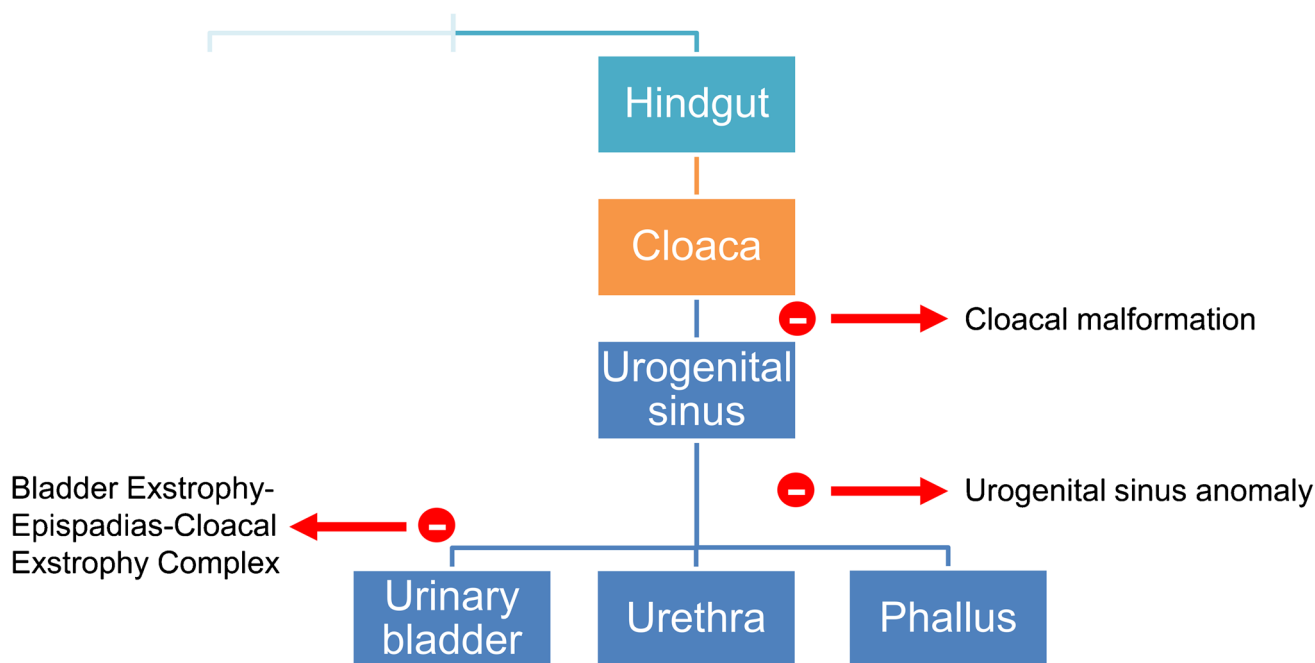 Hindgut
Cloaca
-
Cloacal malformation
Urogenital
sinus
-
Urogenital sinus anomaly
Bladder Exstrophy-
Epispadias-Cloacal
Exstrophy Complex
-
Urinary
bladder
Urethra
Phallus